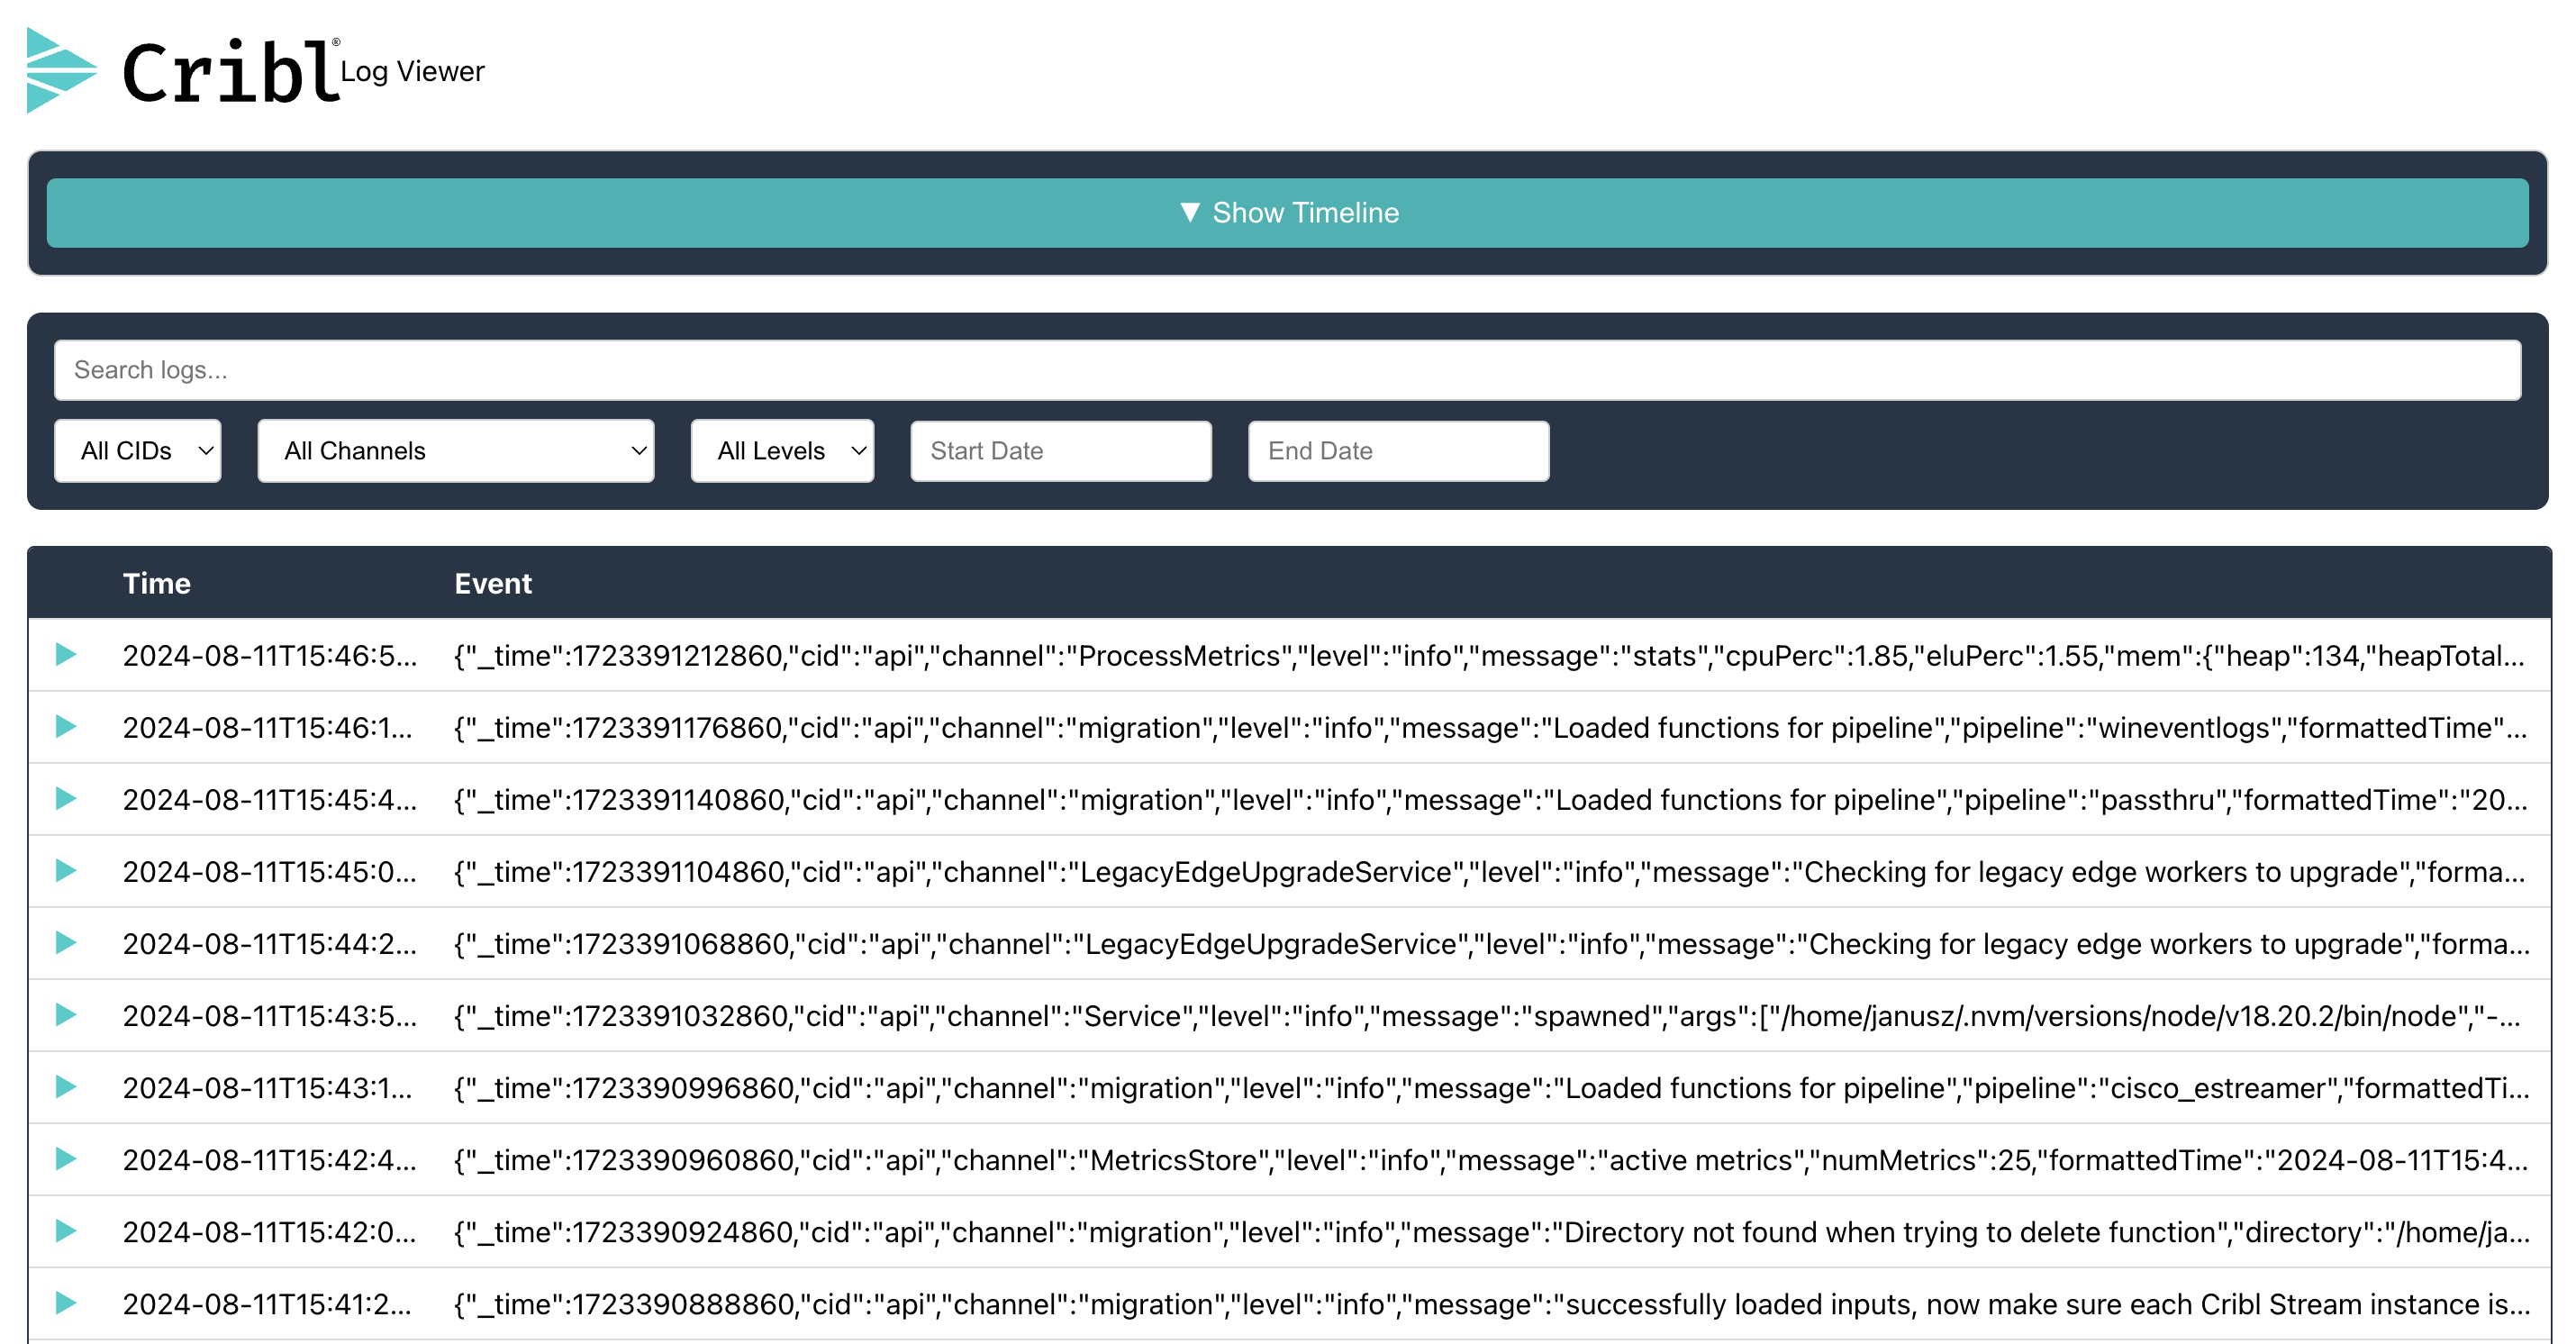 Cribl® Log Viewer
▼ Show Timeline
Search logs...
All CIDs All Channels All Levels Start Date End Date
Time Event
2024-08-11T15:46:5... {"_time":1723391212860,"cid":"api","channel":"ProcessMetrics","level":"info","message":"stats","cpuPerc":1.85,"eluPerc":1.55,"mem":{"heap":134,"heapTotal...
2024-08-11T15:46:1... {"_time":1723391176860,"cid":"api","channel":"migration","level":"info","message":"Loaded functions for pipeline","pipeline":"wineventlogs","formattedTime"...
2024-08-11T15:45:4... {"_time":1723391140860,"cid":"api","channel":"migration","level":"info","message":"Loaded functions for pipeline","pipeline":"passthru","formattedTime":"20...
2024-08-11T15:45:0... {"_time":1723391104860,"cid":"api","channel":"LegacyEdgeUpgradeService","level":"info","message":"Checking for legacy edge workers to upgrade","forma...
2024-08-11T15:44:2... {"_time":1723391068860,"cid":"api","channel":"LegacyEdgeUpgradeService","level":"info","message":"Checking for legacy edge workers to upgrade","forma...
2024-08-11T15:43:5... {"_time":1723391032860,"cid":"api","channel":"Service","level":"info","message":"spawned","args":["/home/janusz/.nvm/versions/node/v18.20.2/bin/node","-...
2024-08-11T15:43:1... {"_time":1723390996860,"cid":"api","channel":"migration","level":"info","message":"Loaded functions for pipeline","pipeline":"cisco_estreamer","formattedTi...
2024-08-11T15:42:4... {"_time":1723390960860,"cid":"api","channel":"MetricsStore","level":"info","message":"active metrics","numMetrics":25,"formattedTime":"2024-08-11T15:4...
2024-08-11T15:42:0... {"_time":1723390924860,"cid":"api","channel":"migration","level":"info","message":"Directory not found when trying to delete function","directory":"/home/ja...
2024-08-11T15:41:2... {"_time":1723390888860,"cid":"api","channel":"migration","level":"info","message":"successfully loaded inputs, now make sure each Cribl Stream instance is...